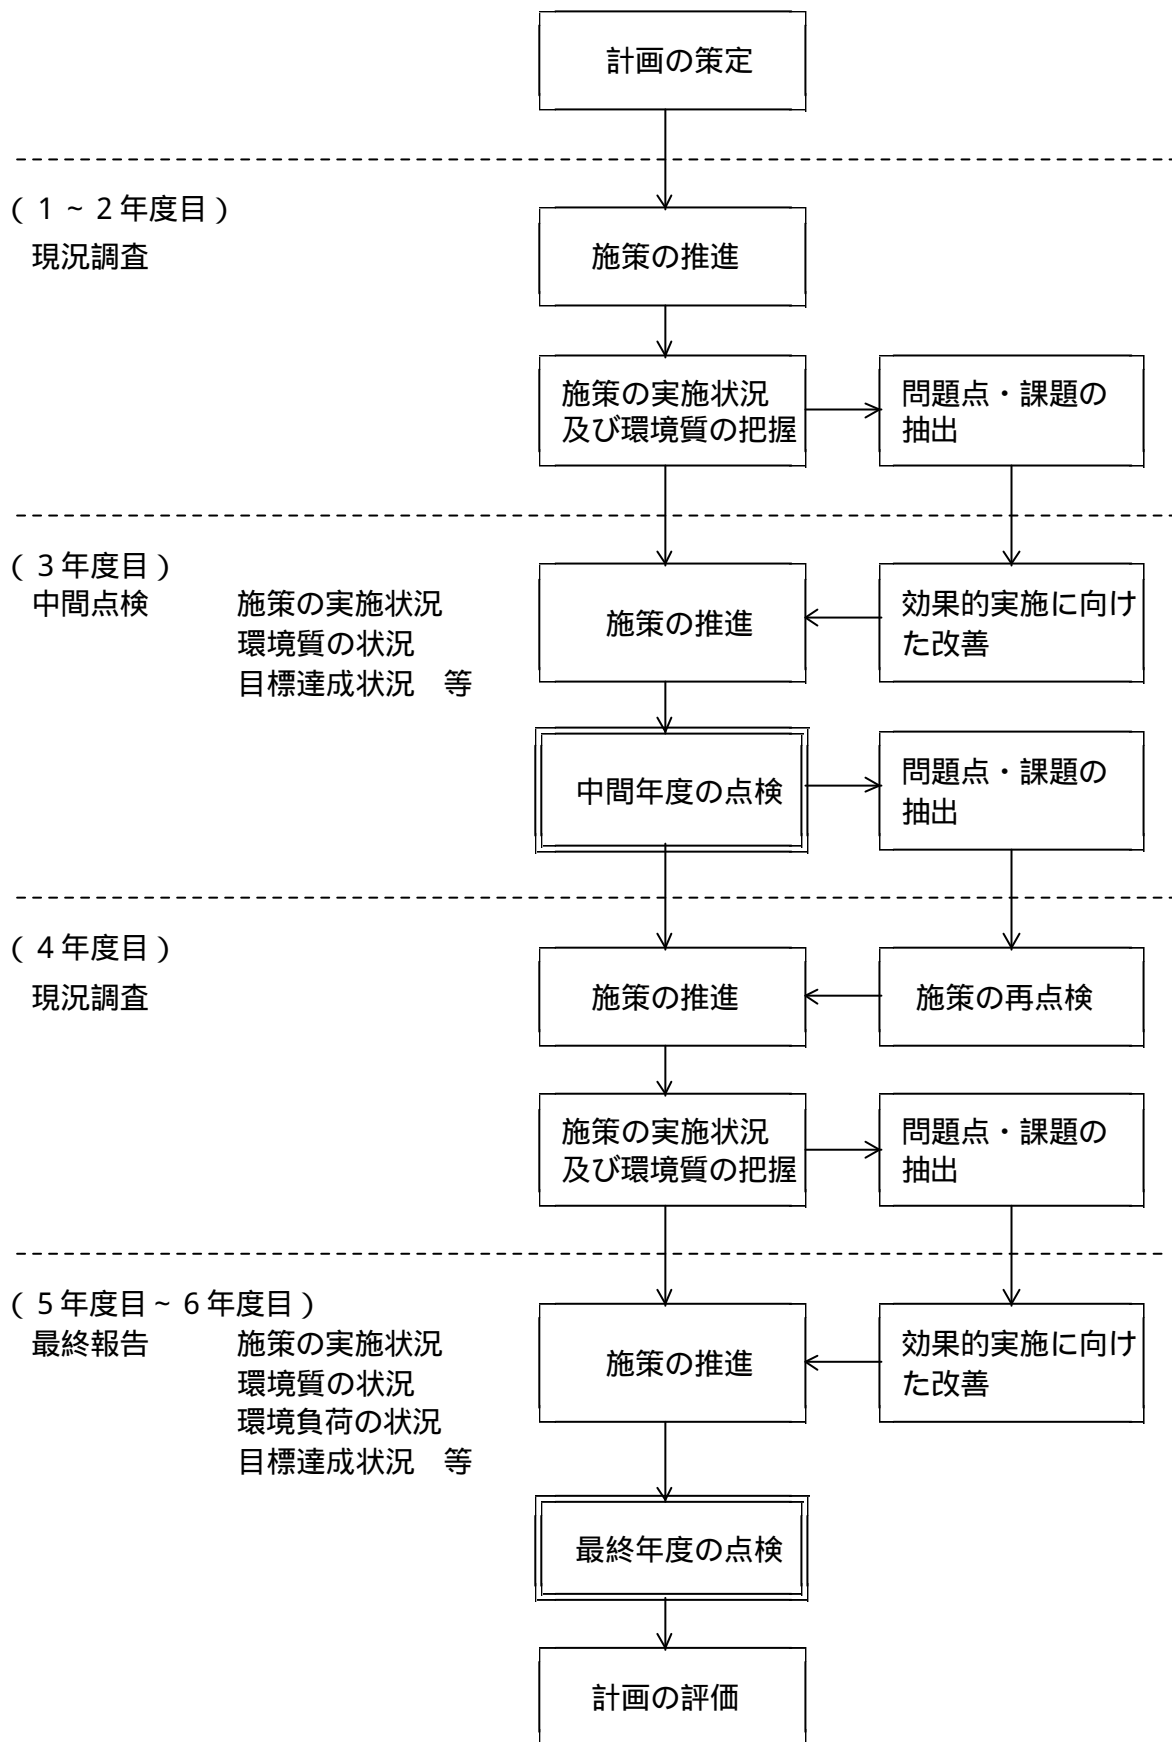 計画の策定
（１～２年度目）
現況調査
施策の推進
施策の実施状況
及び環境質の把握
問題点・課題の
抽出
（３年度目）
中間点検　施策の実施状況
環境質の状況
目標達成状況　等
施策の推進
効果的実施に向け
た改善
中間年度の点検
問題点・課題の
抽出
（４年度目）
現況調査
施策の推進
施策の再点検
施策の実施状況
及び環境質の把握
問題点・課題の
抽出
（５年度目～６年度目）
最終報告　施策の実施状況
環境質の状況
環境負荷の状況
目標達成状況　等
施策の推進
効果的実施に向け
た改善
最終年度の点検
計画の評価